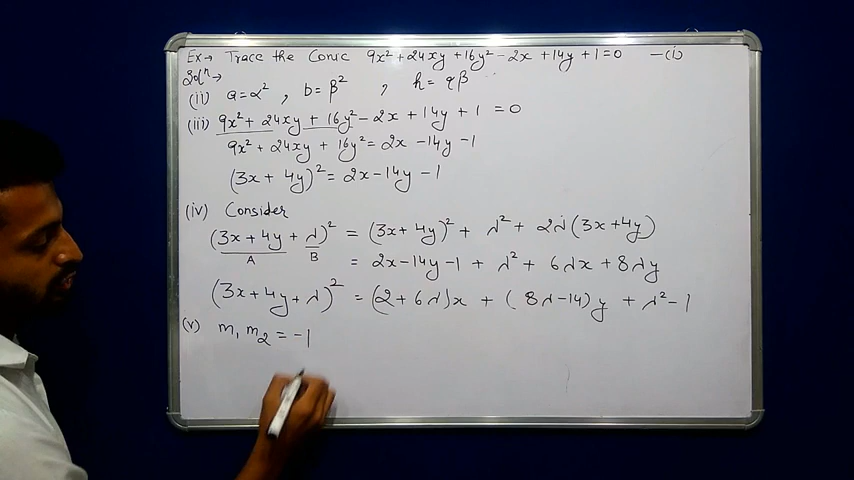 Ex→ Trace the Conic 9x² + 24xy + 16y² - 2x + 14y + 1 = 0 —(i)
Solⁿ→
(ii) a = α² , b = β² , h = αβ
(iii) 9x² + 24xy + 16y² - 2x + 14y + 1 = 0
9x² + 24xy + 16y² = 2x - 14y - 1
(3x + 4y)² = 2x - 14y - 1
(iv) Consider
(3x + 4y + λ)² = (3x + 4y)² + λ² + 2λ(3x + 4y)
A B
= 2x - 14y - 1 + λ² + 6λx + 8λy
(3x + 4y + λ)² = (2 + 6λ)x + (8λ - 14)y + λ² - 1
(v) m₁ m₂ = -1